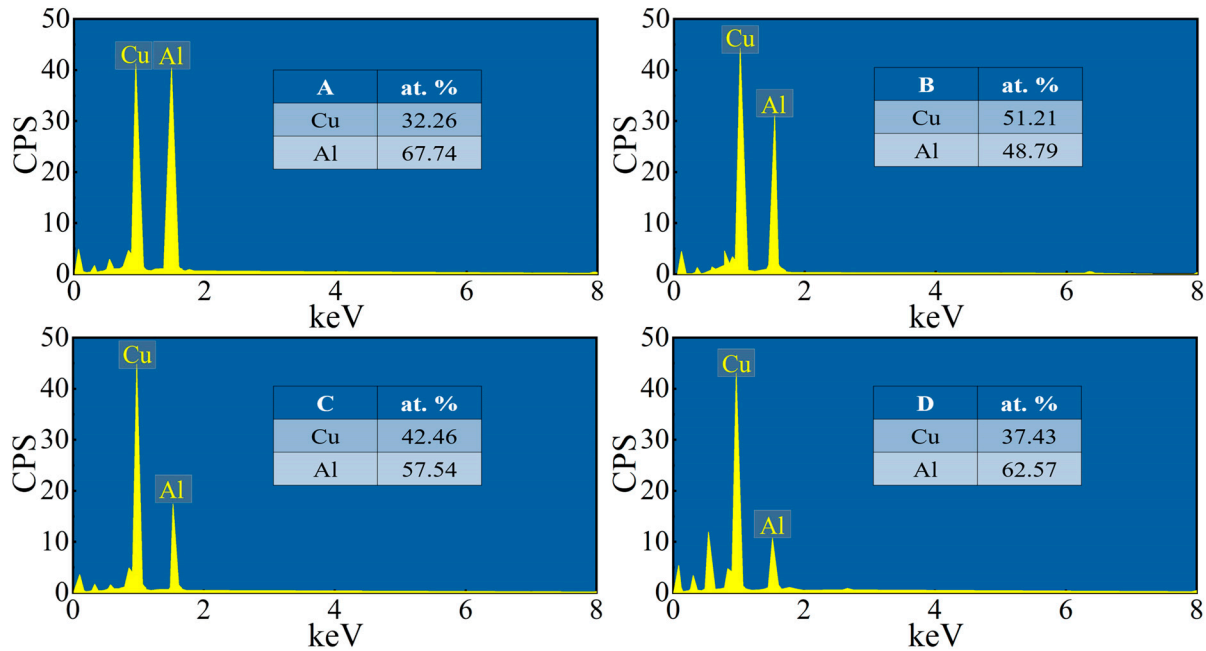 50
40
30
20
10
0
CPS
Cu Al
A at. %
Cu 32.26
Al 67.74
0 2 4 6 8
keV
50
40
30
20
10
0
CPS
Cu
Al
B at. %
Cu 51.21
Al 48.79
0 2 4 6 8
keV
50
40
30
20
10
0
CPS
Cu
Al
C at. %
Cu 42.46
Al 57.54
0 2 4 6 8
keV
50
40
30
20
10
0
CPS
Cu
Al
D at. %
Cu 37.43
Al 62.57
0 2 4 6 8
keV